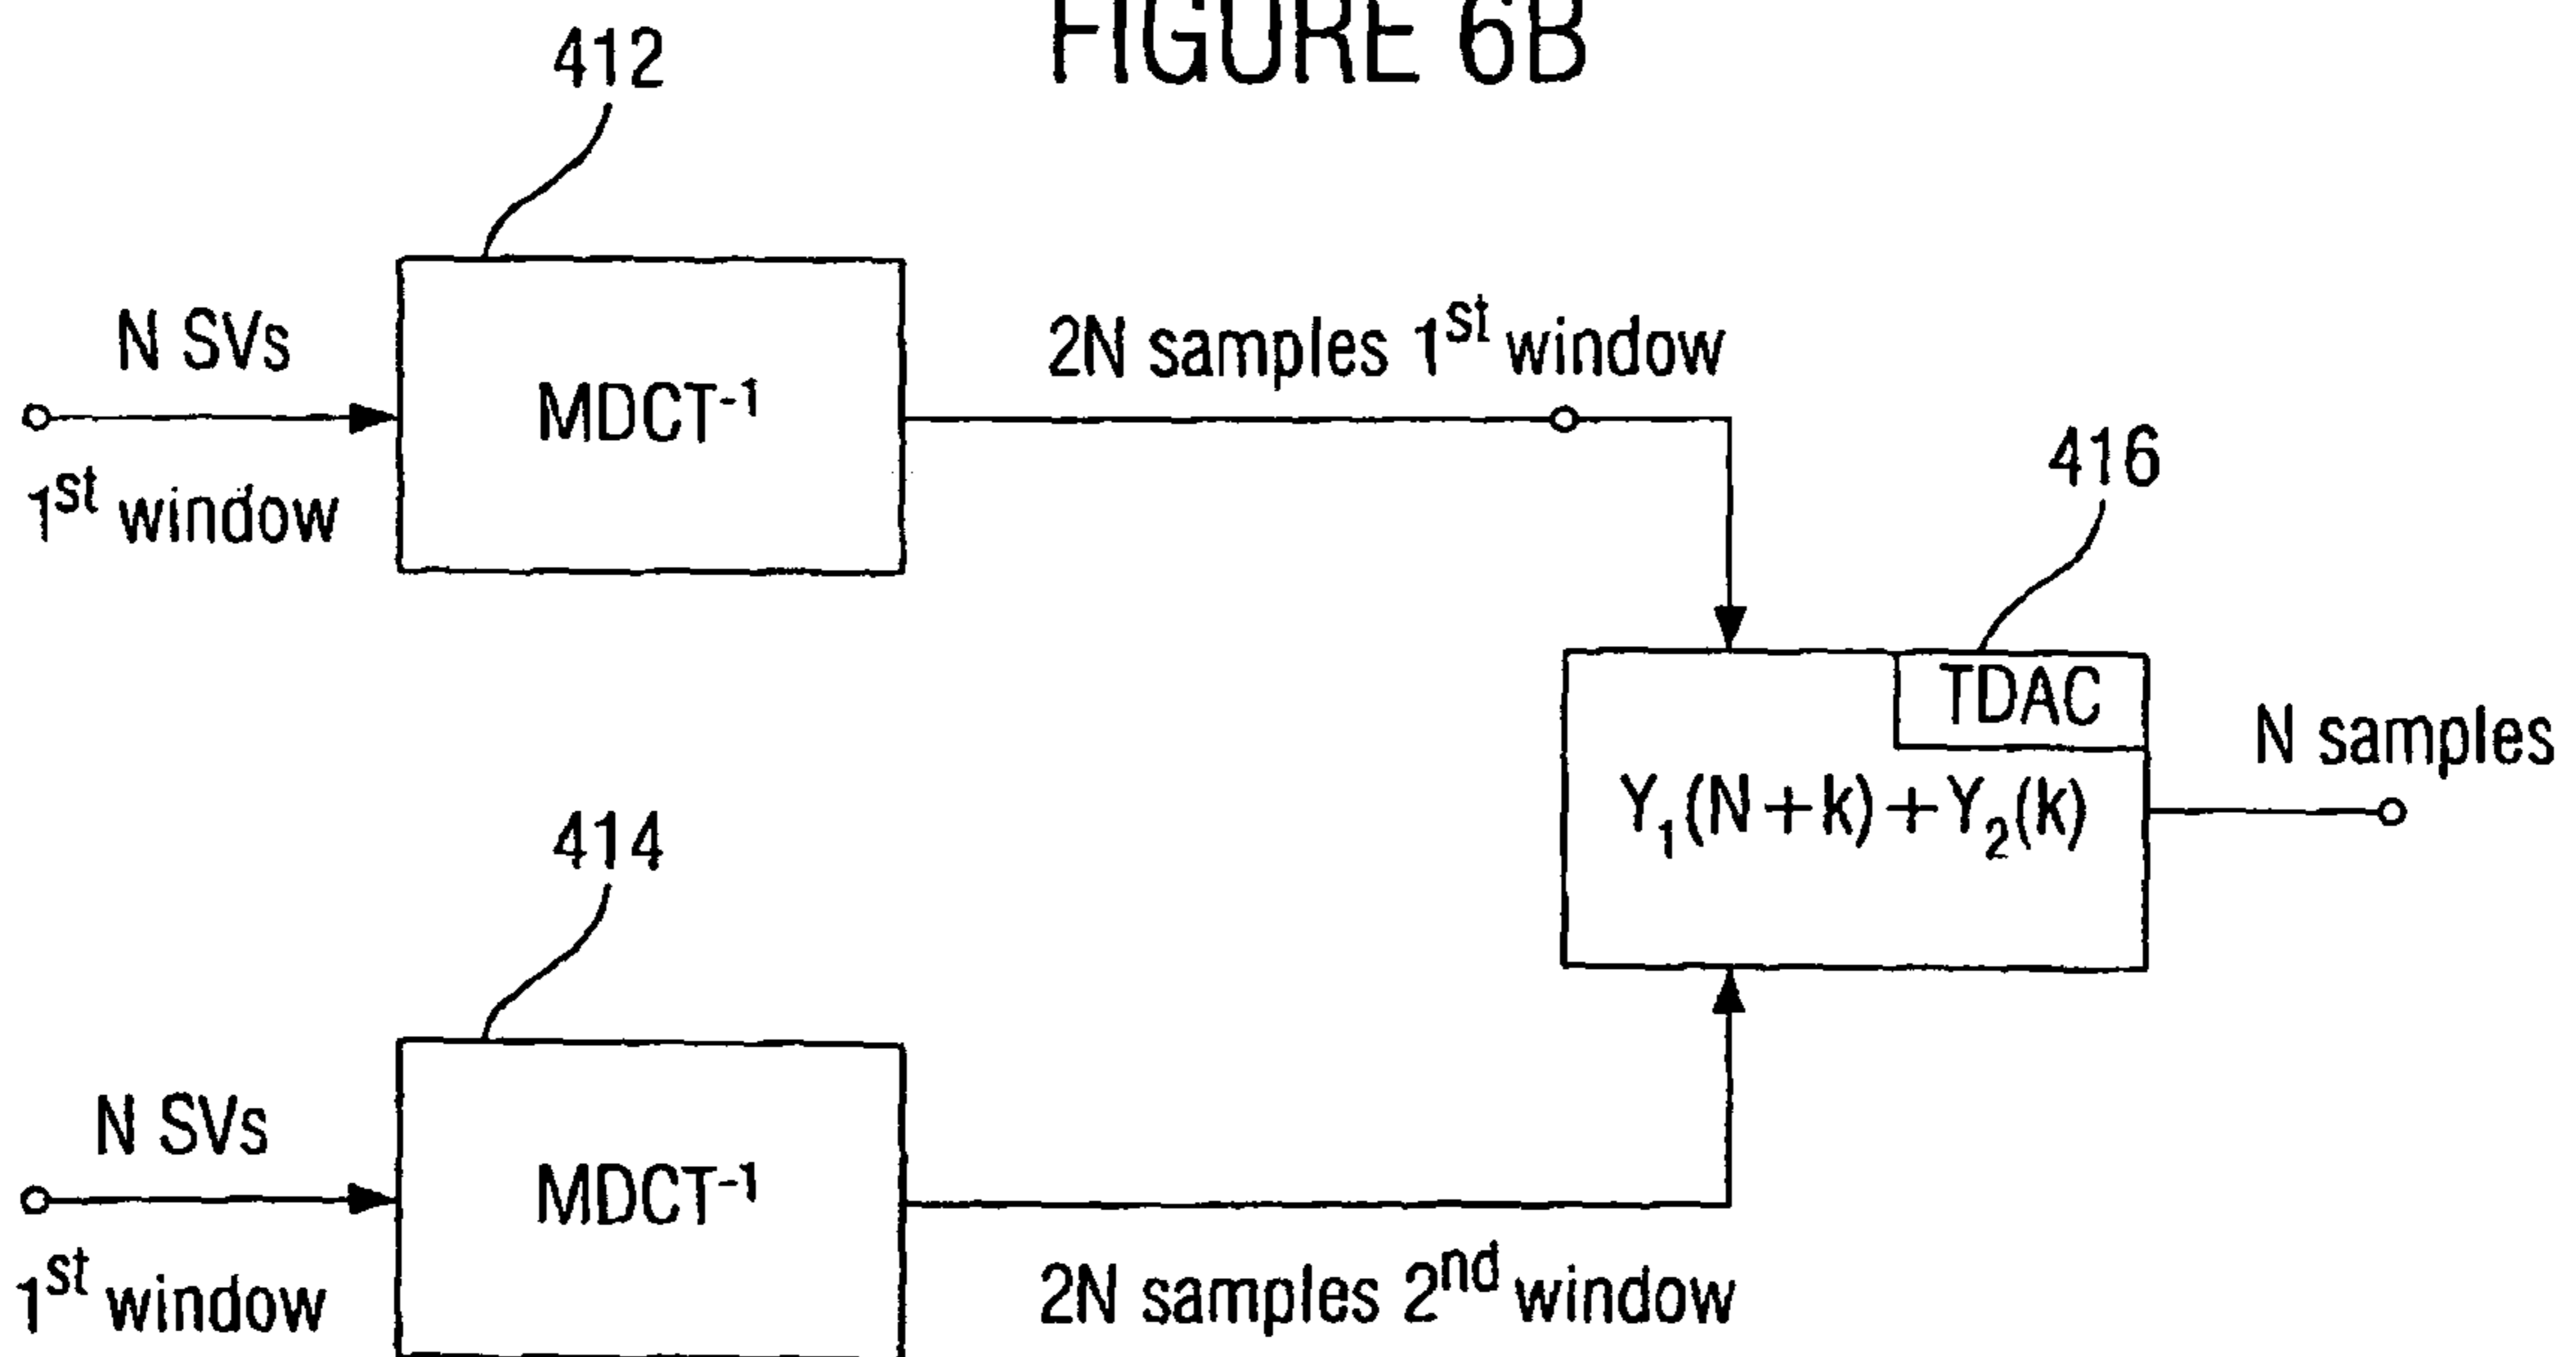 FIGURE 6B
412
N SVs
1st window
MDCT-1
2N samples 1st window
416
TDAC
Y1(N+k)+Y2(k)
N samples
414
N SVs
1st window
MDCT-1
2N samples 2nd window